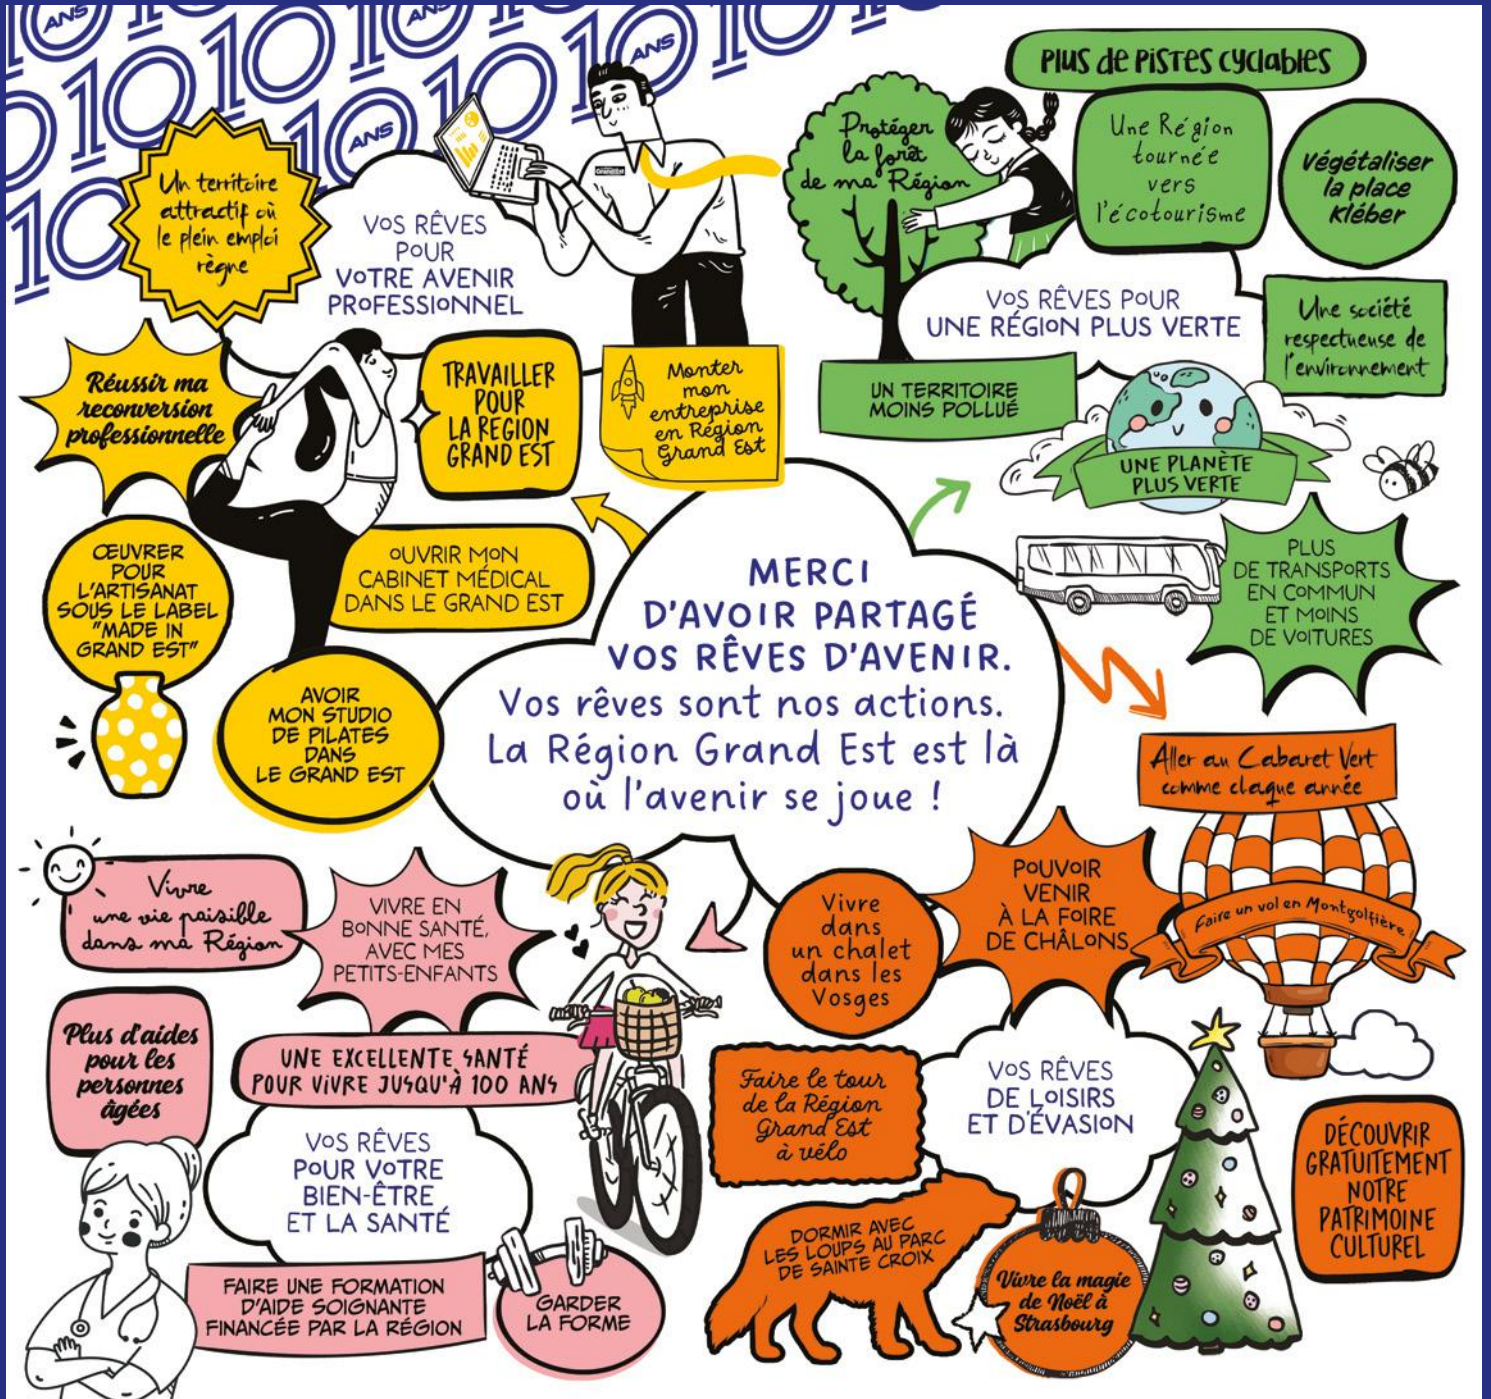 10
ANS
10
ANS
10
ANS
10
ANS
Un territoire
attractif où
le plein emploi
règne
VOS RÊVES
POUR
VOTRE AVENIR
PROFESSIONNEL
GrandEst
Réussir ma
reconversion
professionnelle
TRAVAILLER
POUR
LA REGION
GRAND EST
Monter
mon
entreprise
en Région
Grand Est
ŒUVRER
POUR
L'ARTISANAT
SOUS LE LABEL
"MADE IN
GRAND EST"
OUVRIR MON
CABINET MÉDICAL
DANS LE GRAND EST
AVOIR
MON STUDIO
DE PILATES
DANS
LE GRAND EST
PLUS de PISTES cyclables
Protéger
la forêt
de ma Région
Une Région
tournée
vers
l'écotourisme
Végétaliser
la place
Kléber
VOS RÊVES POUR
UNE RÉGION PLUS VERTE
Une société
respectueuse de
l'environnement
UN TERRITOIRE
MOINS POLLUÉ
UNE PLANÈTE
PLUS VERTE
PLUS
DE TRANSPORTS
EN COMMUN
ET MOINS
DE VOITURES
MERCI
D'AVOIR PARTAGÉ
VOS RÊVES D'AVENIR.
Vos rêves sont nos actions.
La Région Grand Est est là
où l'avenir se joue !
Vivre
une vie paisible
dans ma Région
VIVRE EN
BONNE SANTÉ,
AVEC MES
PETITS-ENFANTS
Plus d'aides
pour les
personnes
âgées
UNE EXCELLENTE SANTÉ
POUR VIVRE JUSQU'À 100 ANS
VOS RÊVES
POUR VOTRE
BIEN-ÊTRE
ET LA SANTÉ
FAIRE UNE FORMATION
D'AIDE SOIGNANTE
FINANCÉE PAR LA RÉGION
GARDER
LA FORME
Aller au Cabaret Vert
comme claque année
POUVOIR
VENIR
À LA FOIRE
DE CHÂLONS
Vivre
dans
un chalet
dans les
Vosges
Faire un vol en Montgolfière
Faire le tour
de la Région
Grand Est
à vélo
VOS RÊVES
DE LOISIRS
ET D'ÉVASION
DORMIR AVEC
LES LOUPS AU PARC
DE SAINTE CROIX
Vivre la magie
de Noël à
Strasbourg
DÉCOUVRIR
GRATUITEMENT
NOTRE
PATRIMOINE
CULTUREL